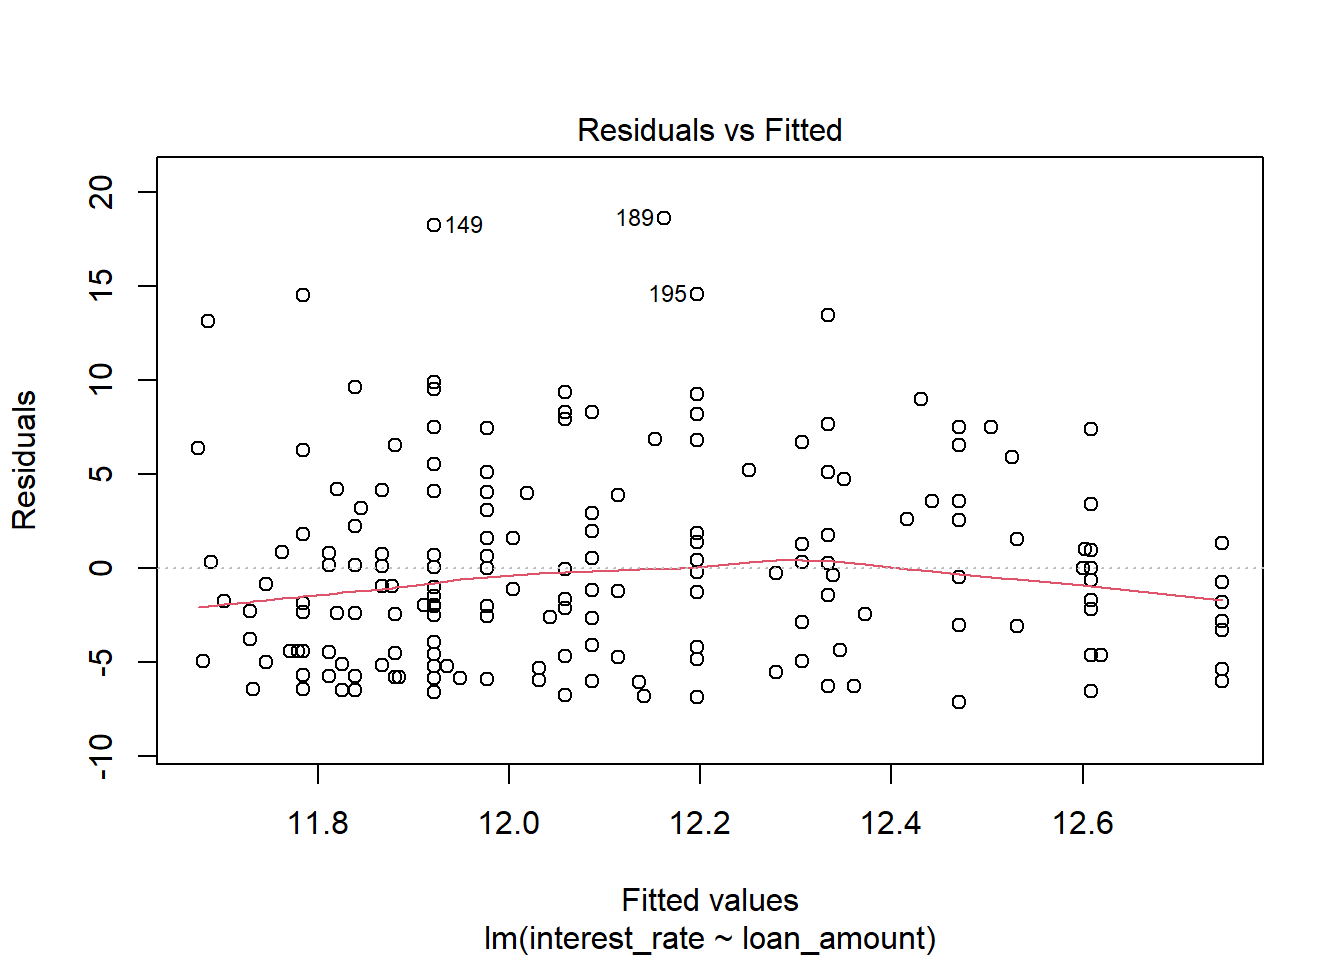 Residuals vs Fitted
20
15
10
5
0
-5
-10
Residuals
149
189
195
11.8 12.0 12.2 12.4 12.6
Fitted values
lm(interest_rate ~ loan_amount)